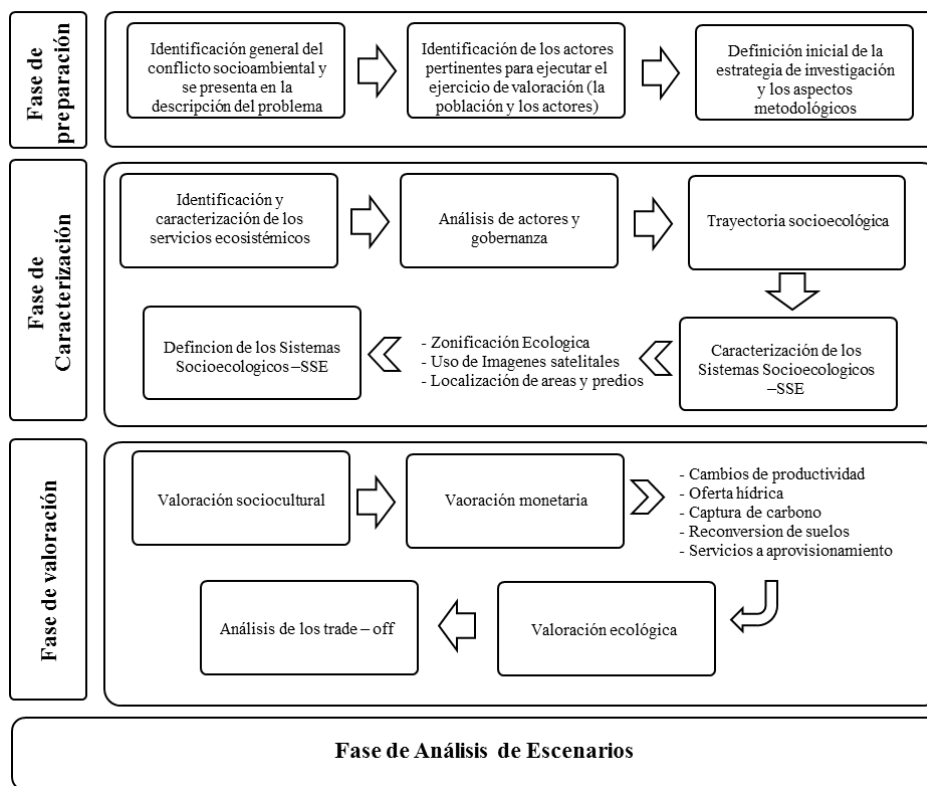 Fase de
preparación
Identificación general del
conflicto socioambiental y
se presenta en la
descripción del problema
Identificación de los actores
pertinentes para ejecutar el
ejercicio de valoración (la
población y los actores)
Definición inicial de la
estrategia de investigación
y los aspectos
metodológicos
Fase de
Caracterización
Identificación y
caracterización de los
servicios ecosistémicos
Análisis de actores y
gobernanza
Trayectoria socioecológica
Defincion de los Sistemas
Socioecologicos –SSE
- Zonificación Ecologica
- Uso de Imagenes satelitales
- Localización de areas y predios
Caracterización de los
Sistemas Socioecologicos
–SSE
Fase de valoración
Valoración sociocultural
Vaoración monetaria
- Cambios de productividad
- Oferta hídrica
- Captura de carbono
- Reconversion de suelos
- Servicios a aprovisionamiento
Análisis de los trade – off
Valoración ecológica
Fase de Análisis de Escenarios